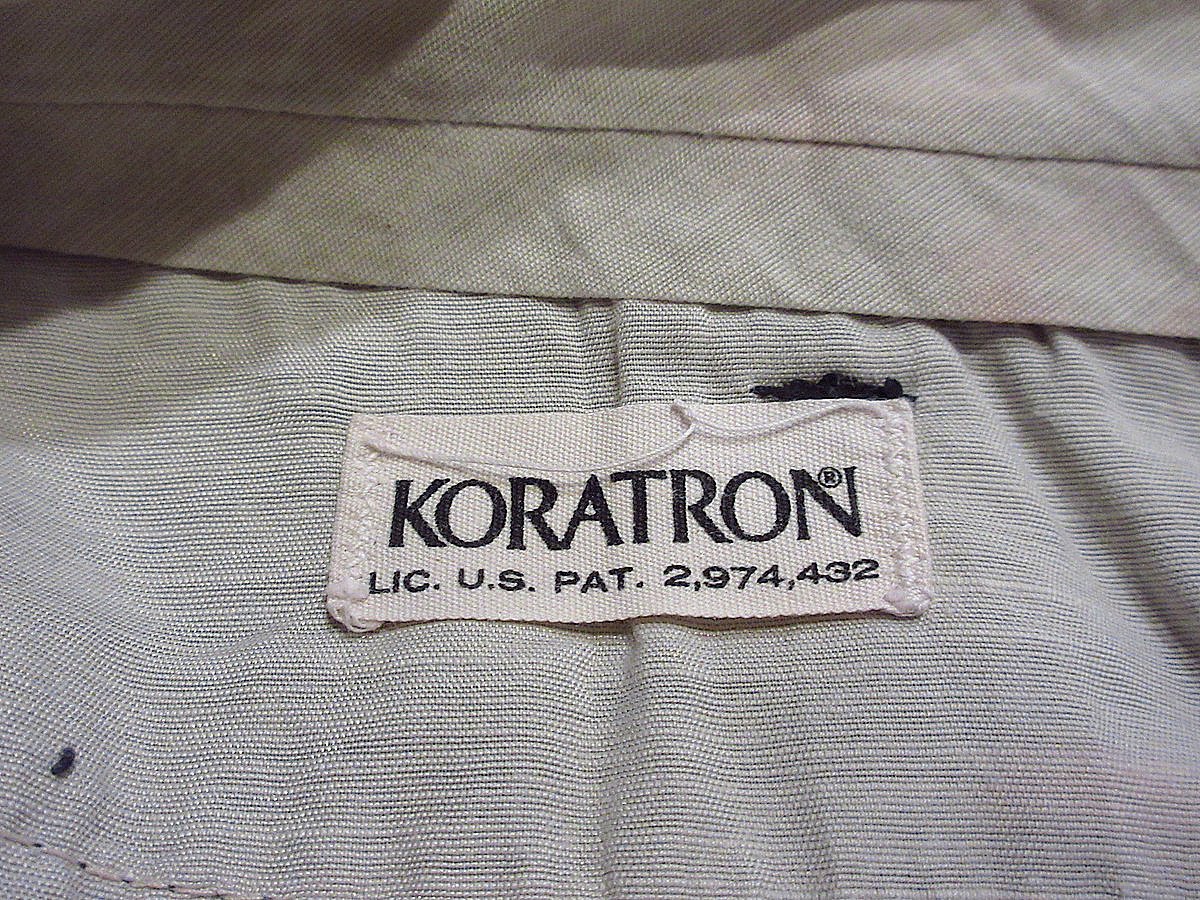 KORATRON®
LIC. U.S. PAT. 2,974,432